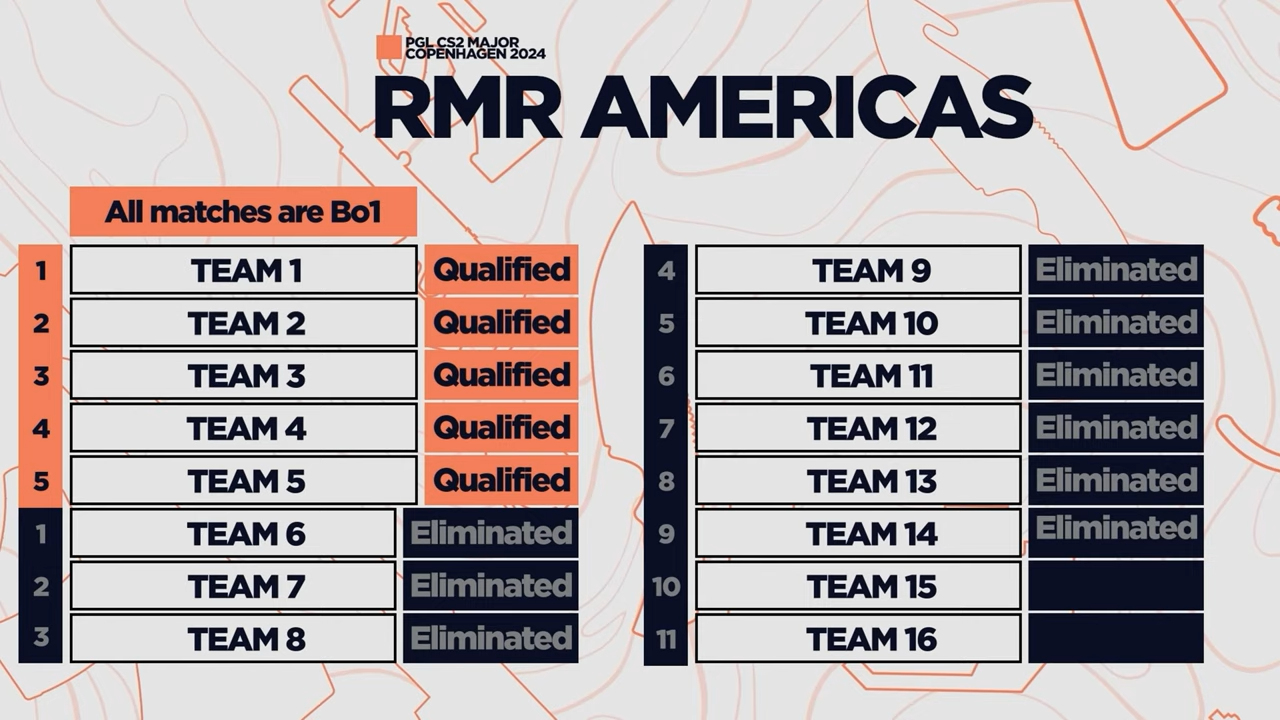 PGL CS2 MAJOR
COPENHAGEN 2024
RMR AMERICAS
All matches are Bo1
1 TEAM 1 Qualified
2 TEAM 2 Qualified
3 TEAM 3 Qualified
4 TEAM 4 Qualified
5 TEAM 5 Qualified
1 TEAM 6 Eliminated
2 TEAM 7 Eliminated
3 TEAM 8 Eliminated
4 TEAM 9 Eliminated
5 TEAM 10 Eliminated
6 TEAM 11 Eliminated
7 TEAM 12 Eliminated
8 TEAM 13 Eliminated
9 TEAM 14 Eliminated
10 TEAM 15
11 TEAM 16